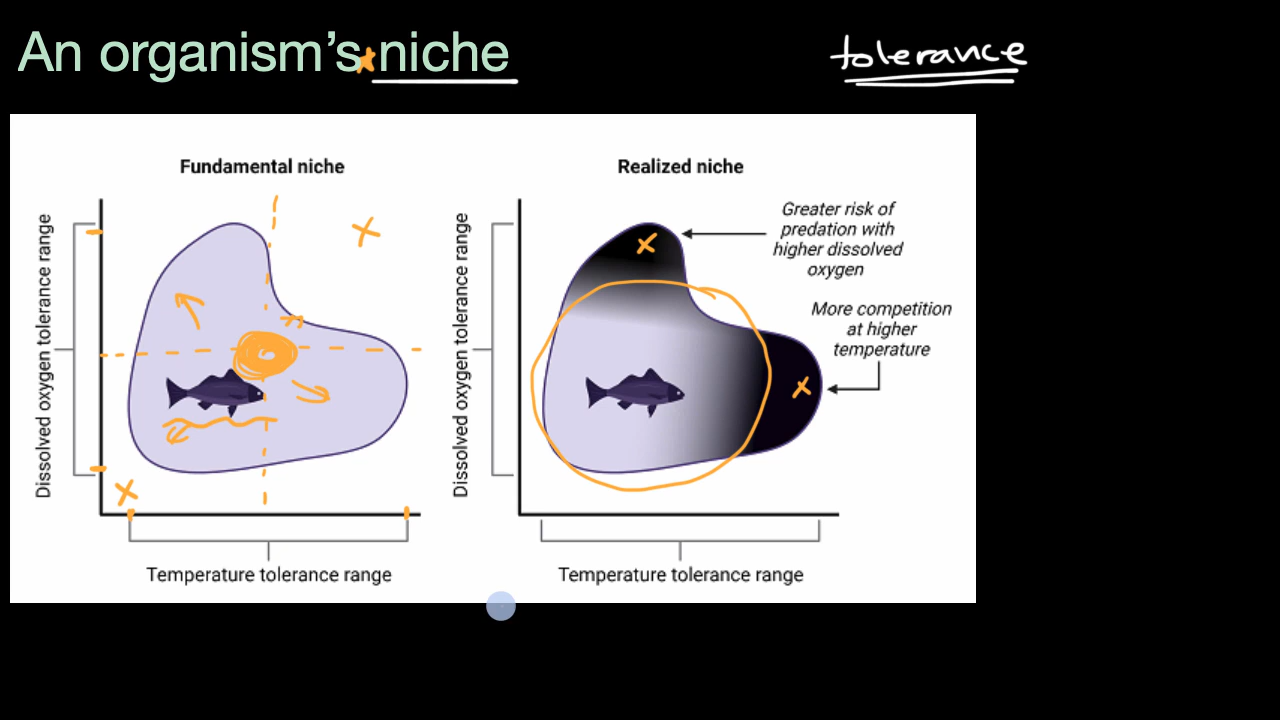 An organism's niche
tolerance
Fundamental niche
Dissolved oxygen tolerance range
Temperature tolerance range
Realized niche
Dissolved oxygen tolerance range
Temperature tolerance range
Greater risk of
predation with
higher dissolved
oxygen
More competition
at higher
temperature